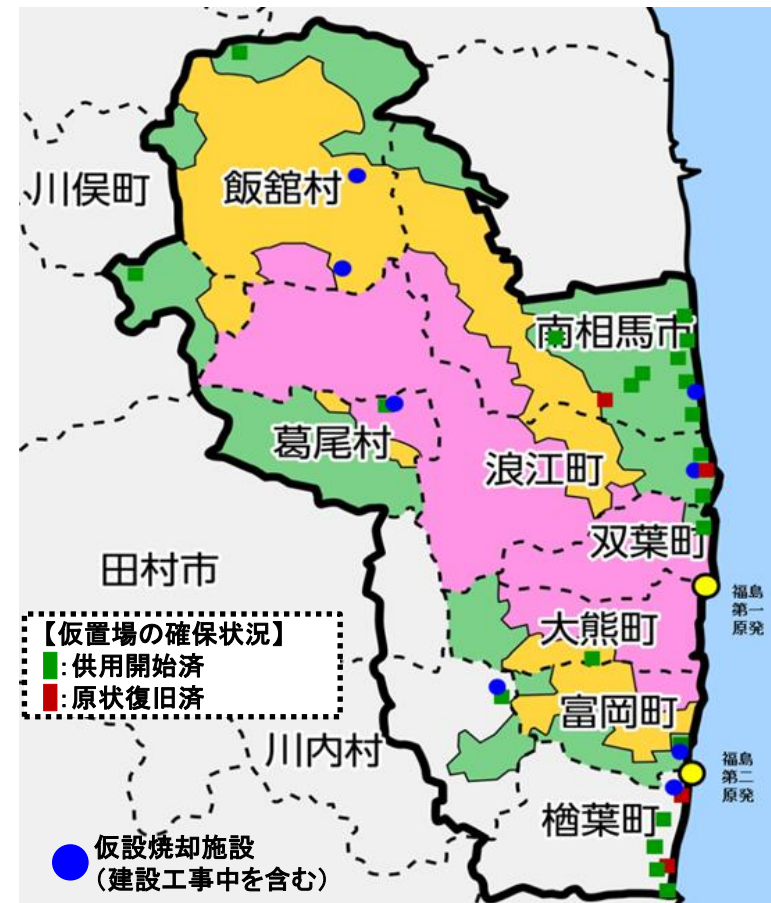 川俣町
飯舘村
南相馬市
葛尾村
浪江町
双葉町
田村市
福島
第一
原発
大熊町
【仮置場の確保状況】
:供用開始済
:原状復旧済
富岡町
川内村
福島
第二
原発
楢葉町
仮設焼却施設
(建設工事中を含む)